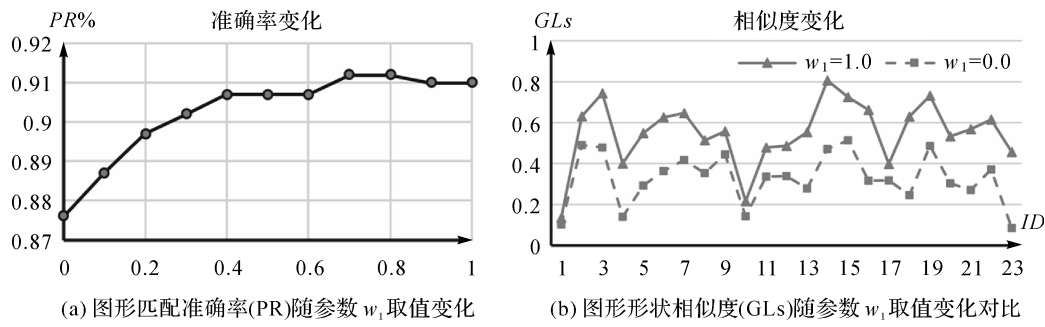 PR%
准确率变化
0.92
0.91
0.9
0.89
0.88
0.87
0 0.2 0.4 0.6 0.8 1
(a) 图形匹配准确率(PR)随参数 w₁取值变化
GLs
相似度变化
w₁=1.0 w₁=0.0
1
0.8
0.6
0.4
0.2
0
ID
1 3 5 7 9 11 13 15 17 19 21 23
(b) 图形形状相似度(GLs)随参数 w₁取值变化对比